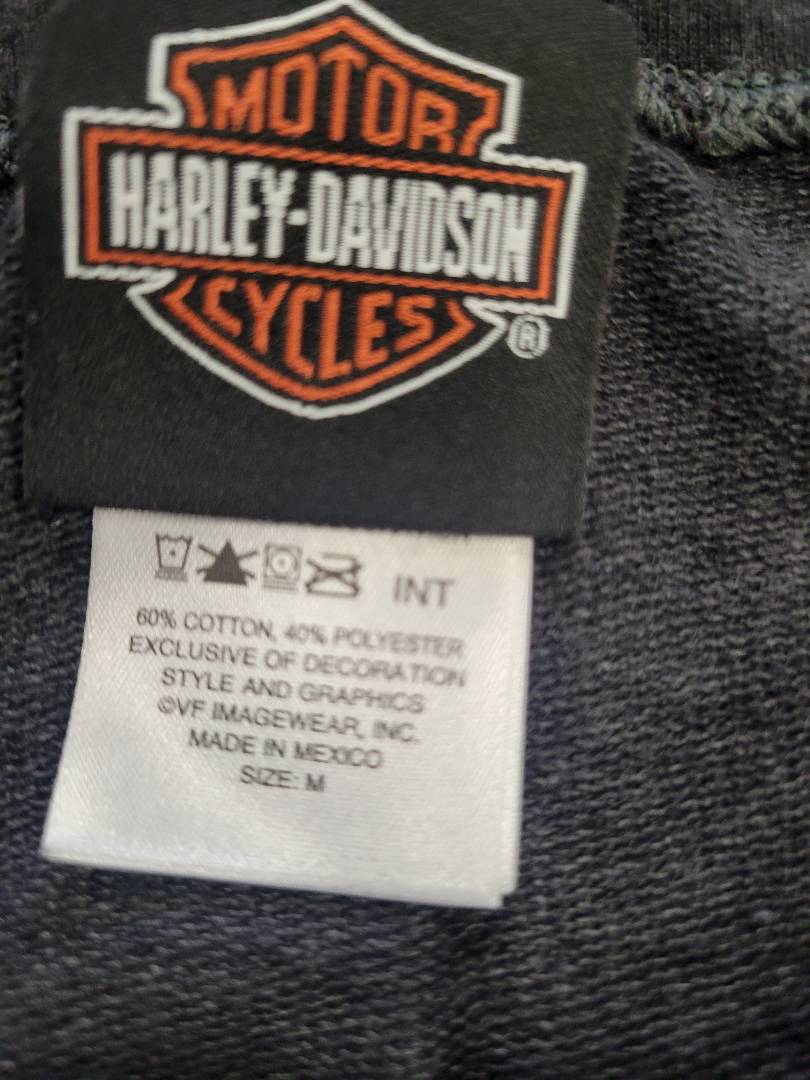 MOTOR
HARLEY-DAVIDSON
CYCLES
®
INT
60% COTTON, 40% POLYESTER
EXCLUSIVE OF DECORATION
STYLE AND GRAPHICS
©VF IMAGEWEAR, INC.
MADE IN MEXICO
SIZE: M